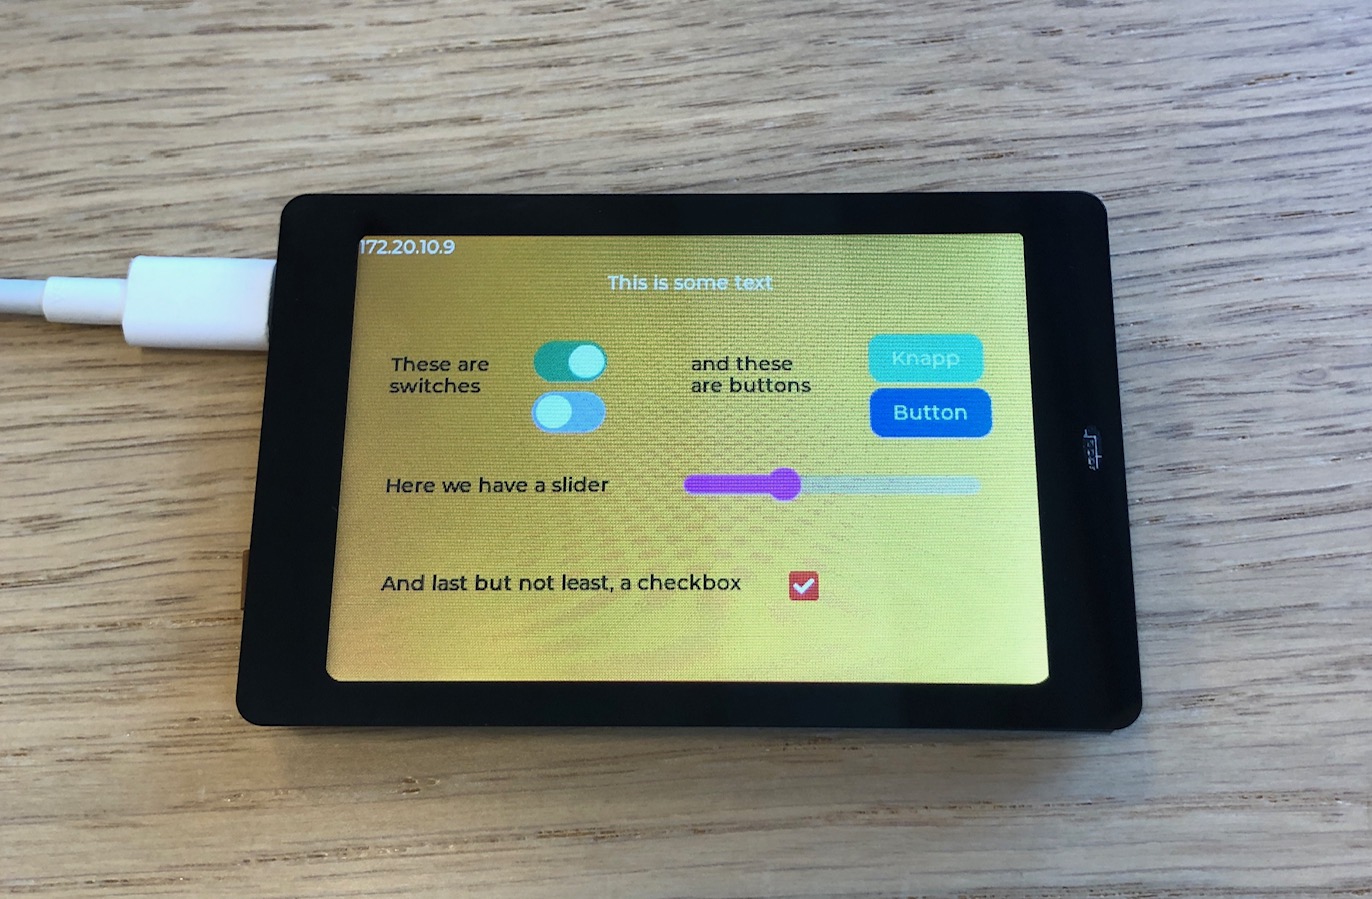 172.20.10.9
This is some text
These are
switches
and these
are buttons
Knapp
Button
Here we have a slider
And last but not least, a checkbox